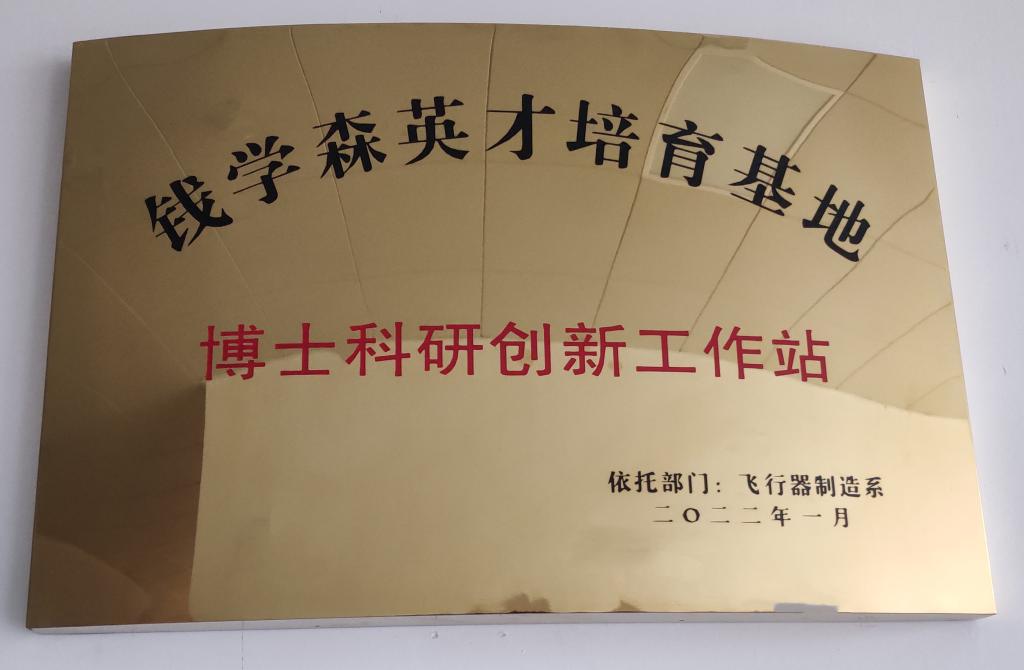 钱学森英才培育基地
博士科研创新工作站
依托部门：飞行器制造系
二〇二二年一月